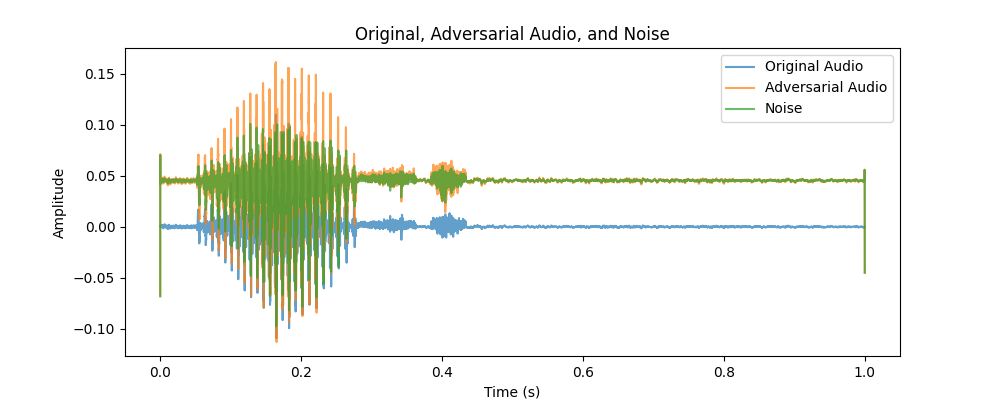 Original, Adversarial Audio, and Noise
Original Audio
Adversarial Audio
Noise
0.15
0.10
0.05
0.00
−0.05
−0.10
Amplitude
0.0 0.2 0.4 0.6 0.8 1.0
Time (s)